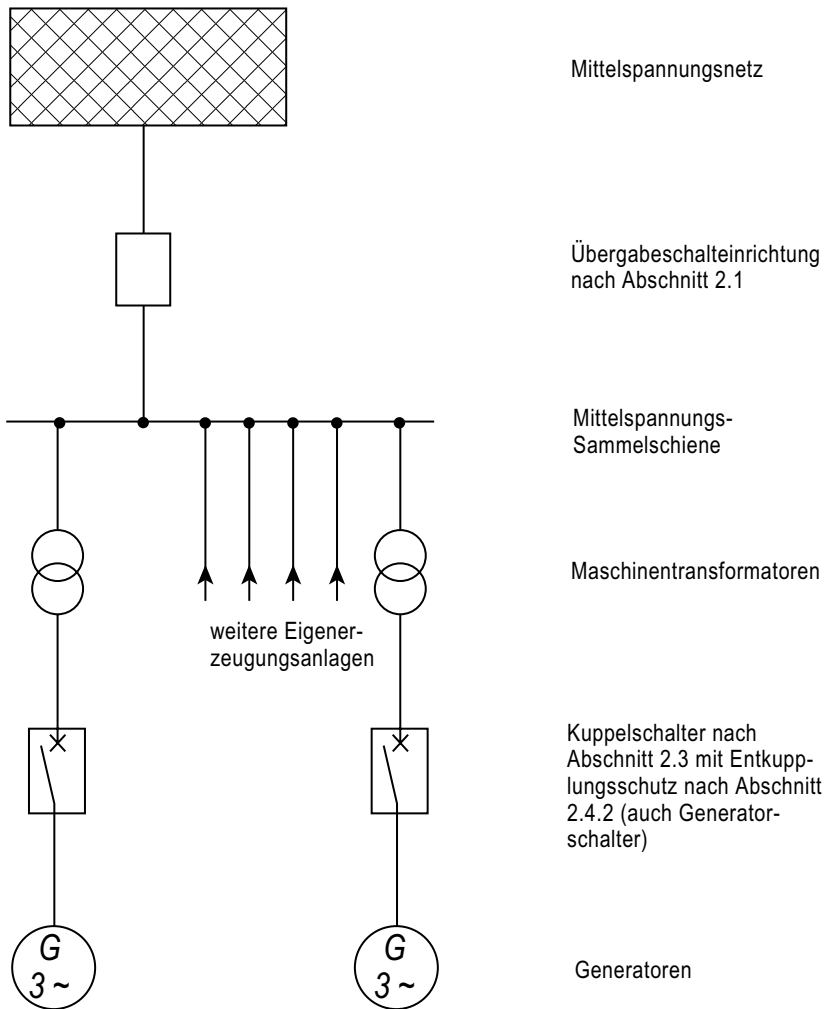 Mittelspannungsnetz
Übergabeschalteinrichtung
nach Abschnitt 2.1
Mittelspannungs-
Sammelschiene
Maschinentransformatoren
weitere Eigener-
zeugungsanlagen
Kuppelschalter nach
Abschnitt 2.3 mit Entkupp-
lungsschutz nach Abschnitt
2.4.2 (auch Generator-
schalter)
G
3 ~
G
3 ~
Generatoren